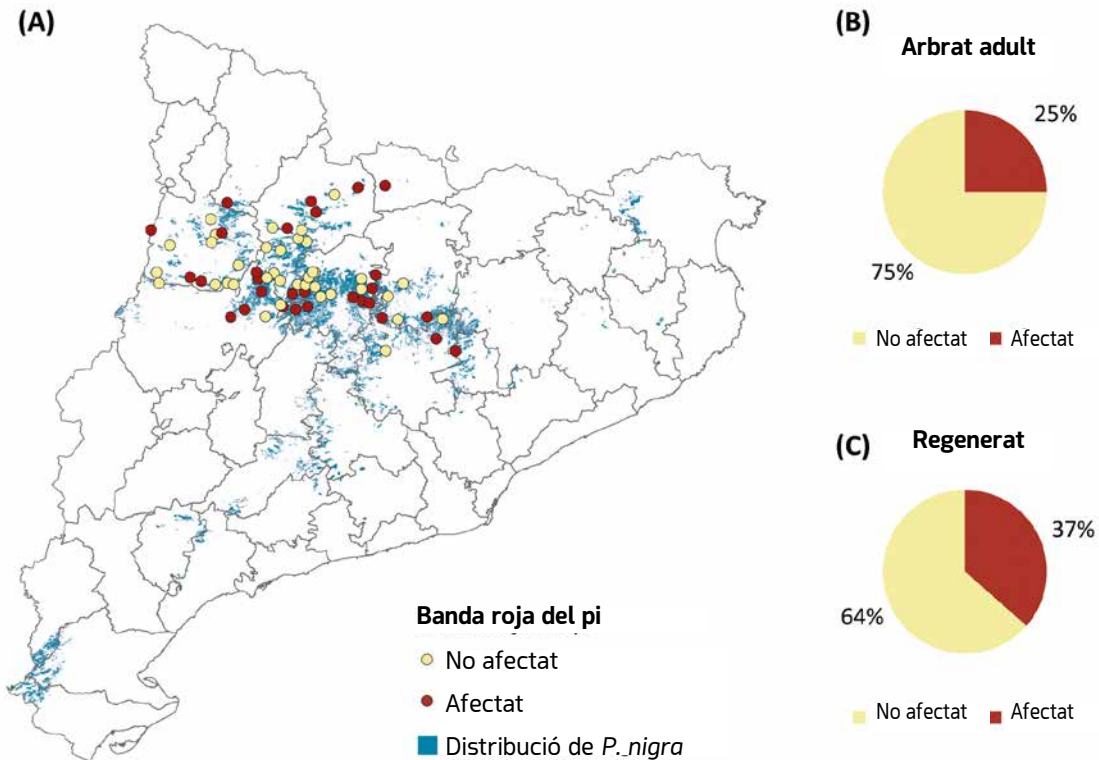 (A)
Banda roja del pi
No afectat
Afectat
Distribució de P. nigra
(B)
Arbrat adult
25%
75%
No afectat Afectat
(C)
Regenerat
37%
64%
No afectat Afectat